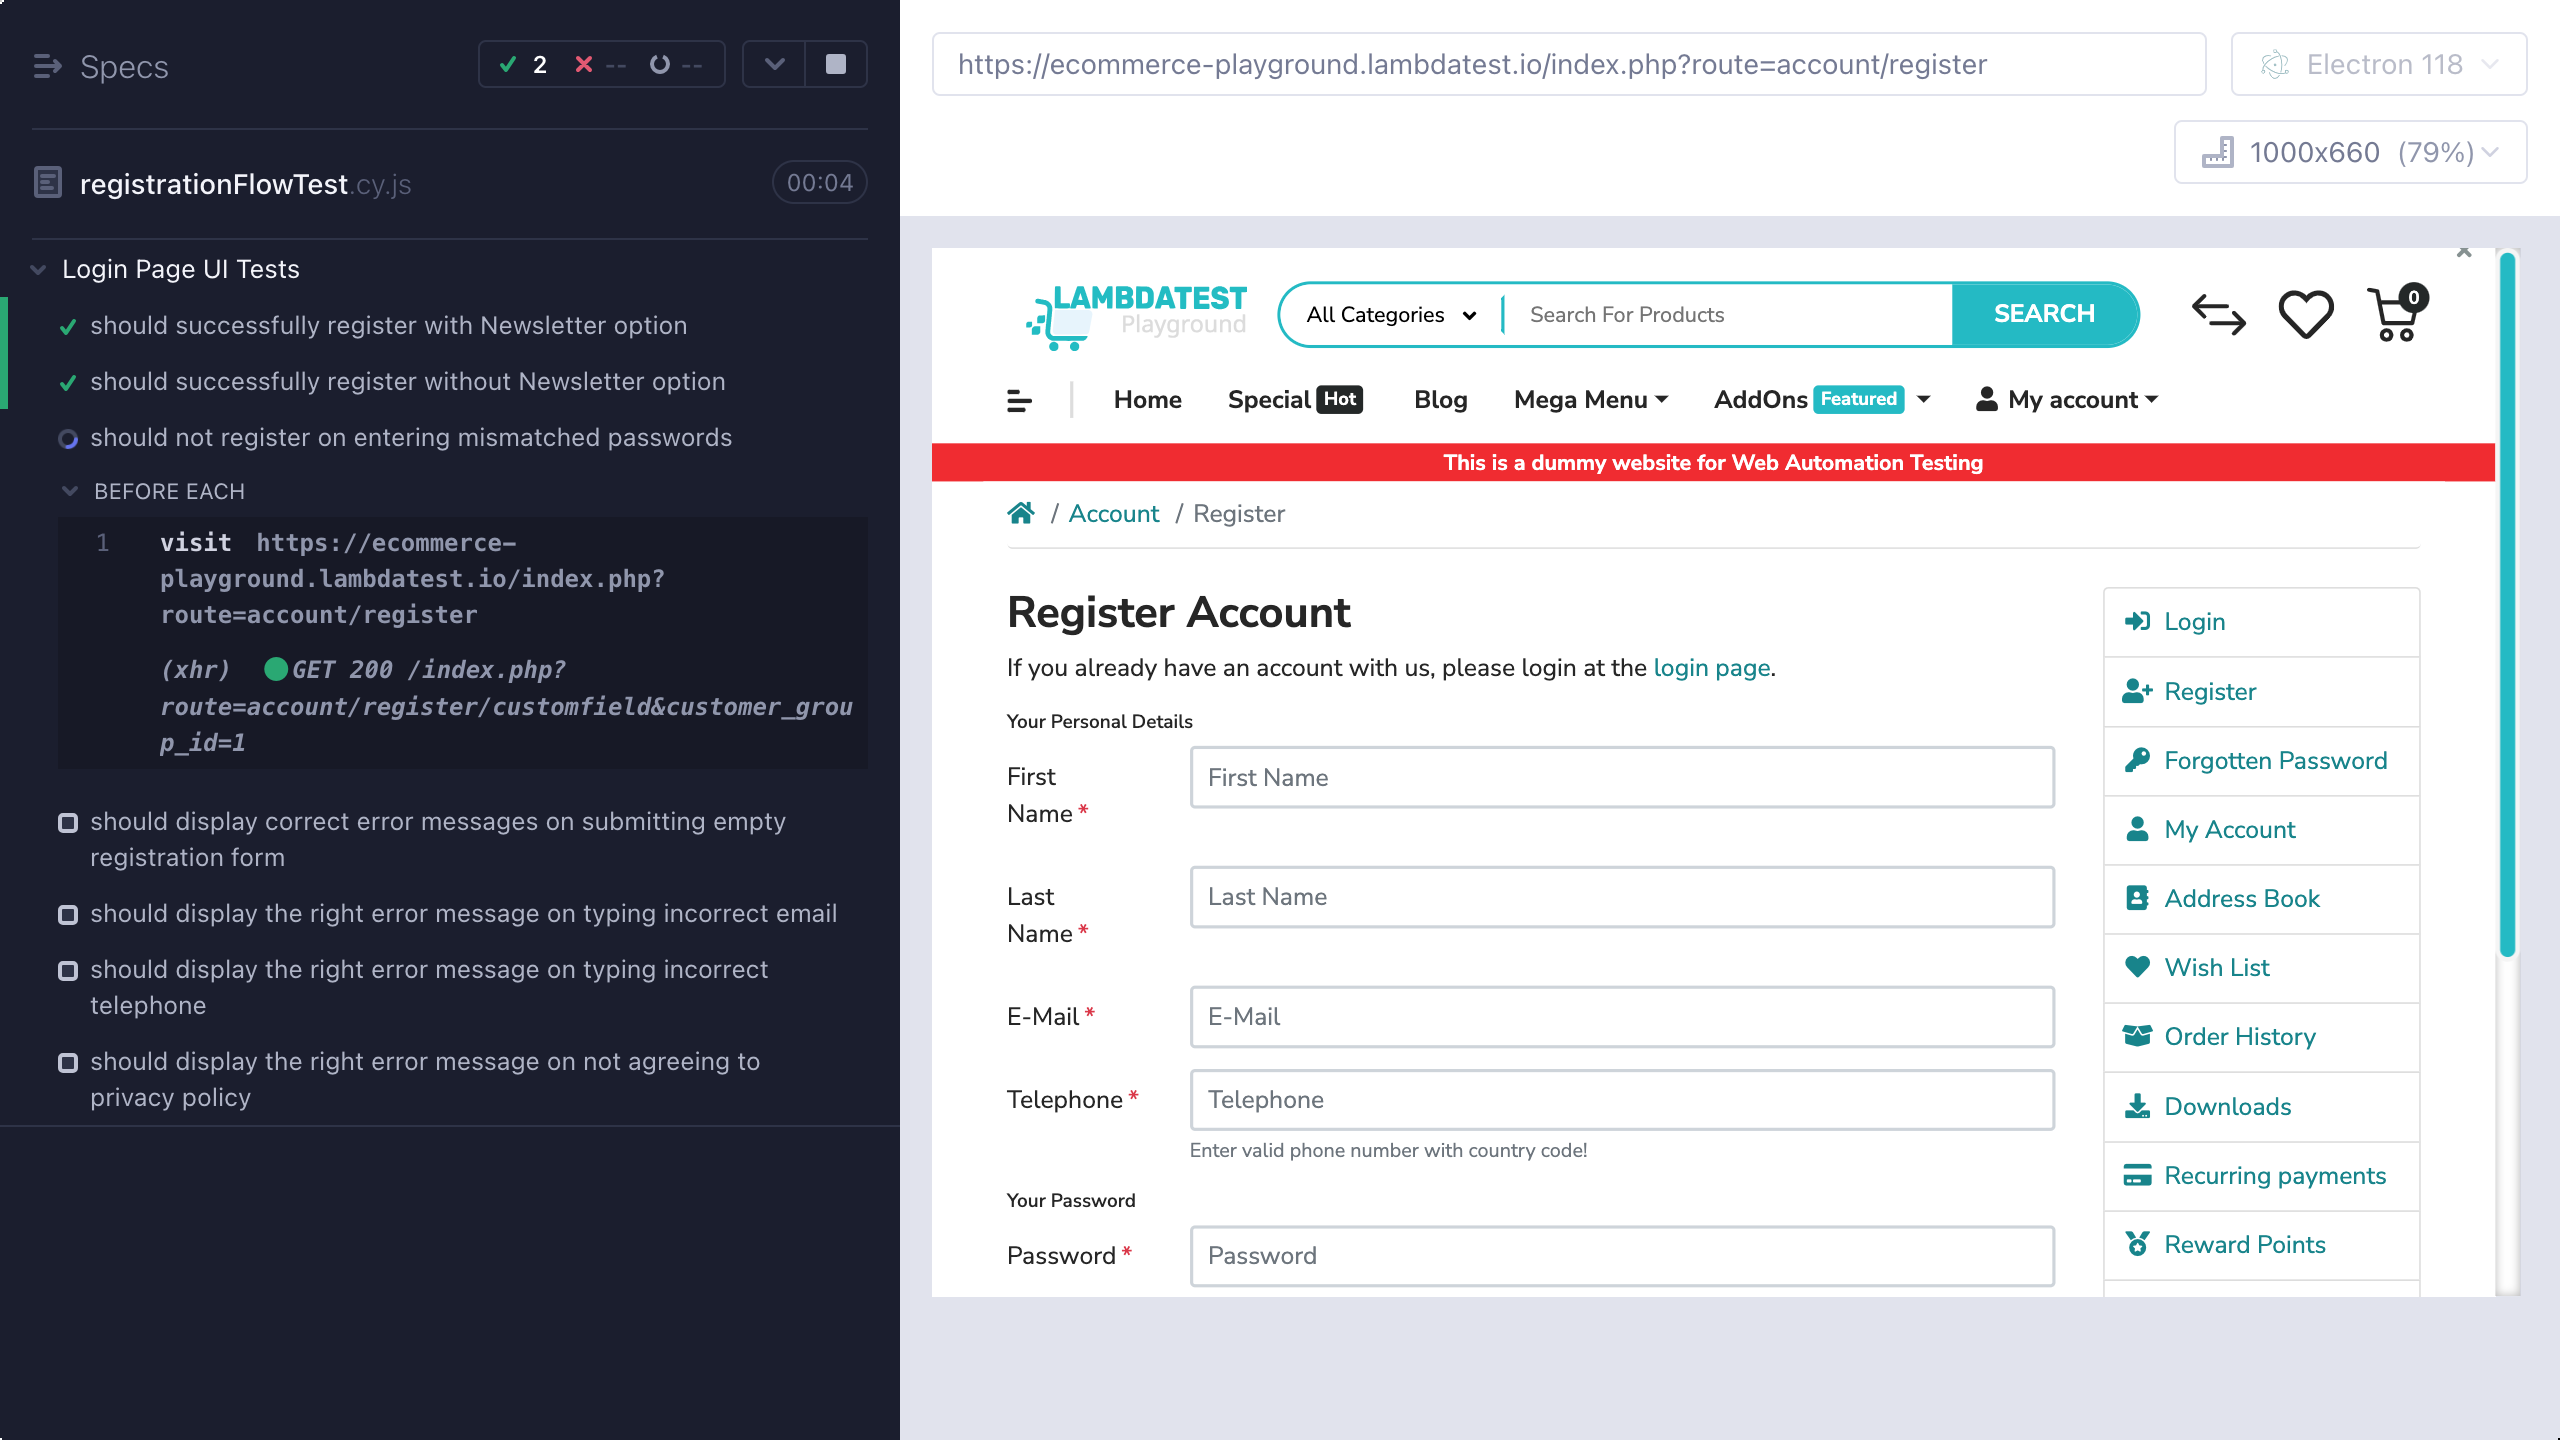 Specs
2 -- --
registrationFlowTest.cy.js
00:04
Login Page UI Tests
should successfully register with Newsletter option
should successfully register without Newsletter option
should not register on entering mismatched passwords
BEFORE EACH
1 visit https://ecommerce-
playground.lambdatest.io/index.php?
route=account/register
(xhr) GET 200 /index.php?
route=account/register/customfield&customer_grou
p_id=1
should display correct error messages on submitting empty
registration form
should display the right error message on typing incorrect email
should display the right error message on typing incorrect
telephone
should display the right error message on not agreeing to
privacy policy
https://ecommerce-playground.lambdatest.io/index.php?route=account/register
Electron 118
1000x660 (79%)
LAMBDATEST
Playground
All Categories
Search For Products
SEARCH
0
Home
Special Hot
Blog
Mega Menu
AddOns Featured
My account
This is a dummy website for Web Automation Testing
/ Account / Register
Register Account
If you already have an account with us, please login at the login page.
Your Personal Details
First
Name *
First Name
Last
Name *
Last Name
E-Mail *
E-Mail
Telephone *
Telephone
Enter valid phone number with country code!
Your Password
Password *
Password
Login
Register
Forgotten Password
My Account
Address Book
Wish List
Order History
Downloads
Recurring payments
Reward Points